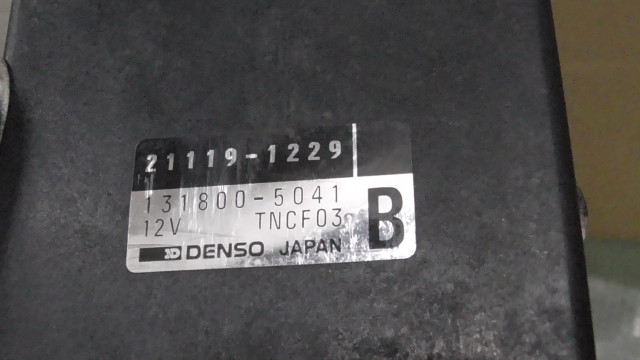 21119-1229
131800-5041
12V TNCF03
B
DENSO JAPAN